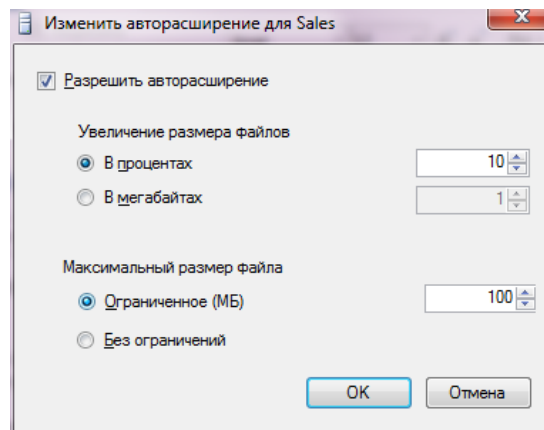 Изменить авторасширение для Sales
Разрешить авторасширение
Увеличение размера файлов
В процентах 10
В мегабайтах 1
Максимальный размер файла
Ограниченное (МБ) 100
Без ограничений
OK Отмена